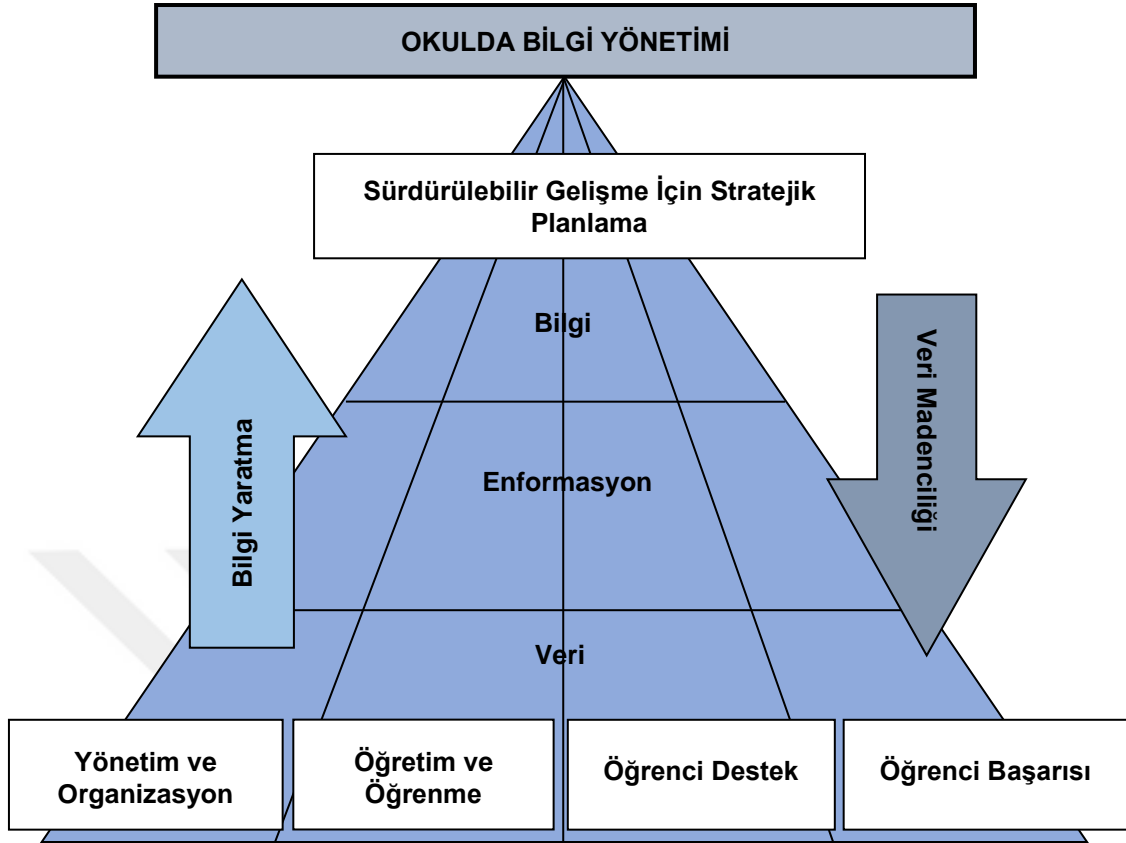 OKULDA BİLGİ YÖNETİMİ
Sürdürülebilir Gelişme İçin Stratejik
Planlama
Bilgi
Enformasyon
Veri
Bilgi Yaratma
Veri Madenciliği
Yönetim ve
Organizasyon
Öğretim ve
Öğrenme
Öğrenci Destek
Öğrenci Başarısı